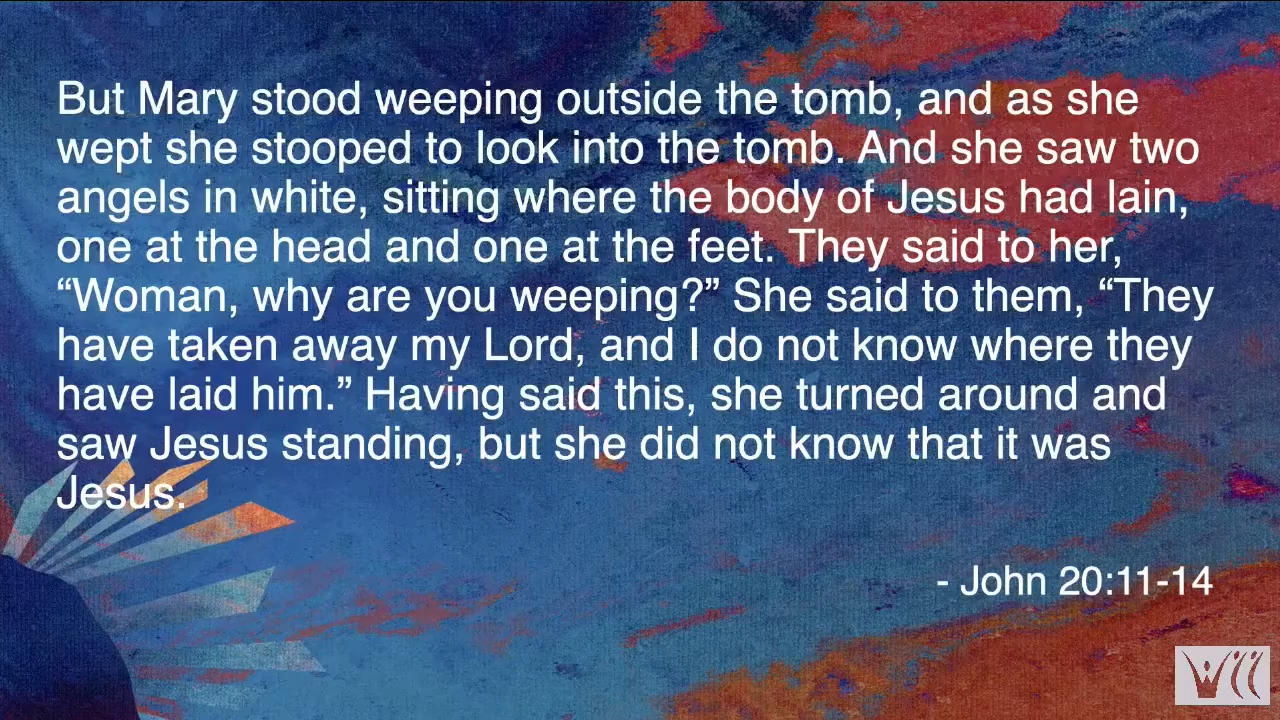 But Mary stood weeping outside the tomb, and as she
wept she stooped to look into the tomb. And she saw two
angels in white, sitting where the body of Jesus had lain,
one at the head and one at the feet. They said to her,
“Woman, why are you weeping?” She said to them, “They
have taken away my Lord, and I do not know where they
have laid him.” Having said this, she turned around and
saw Jesus standing, but she did not know that it was
Jesus.
- John 20:11-14